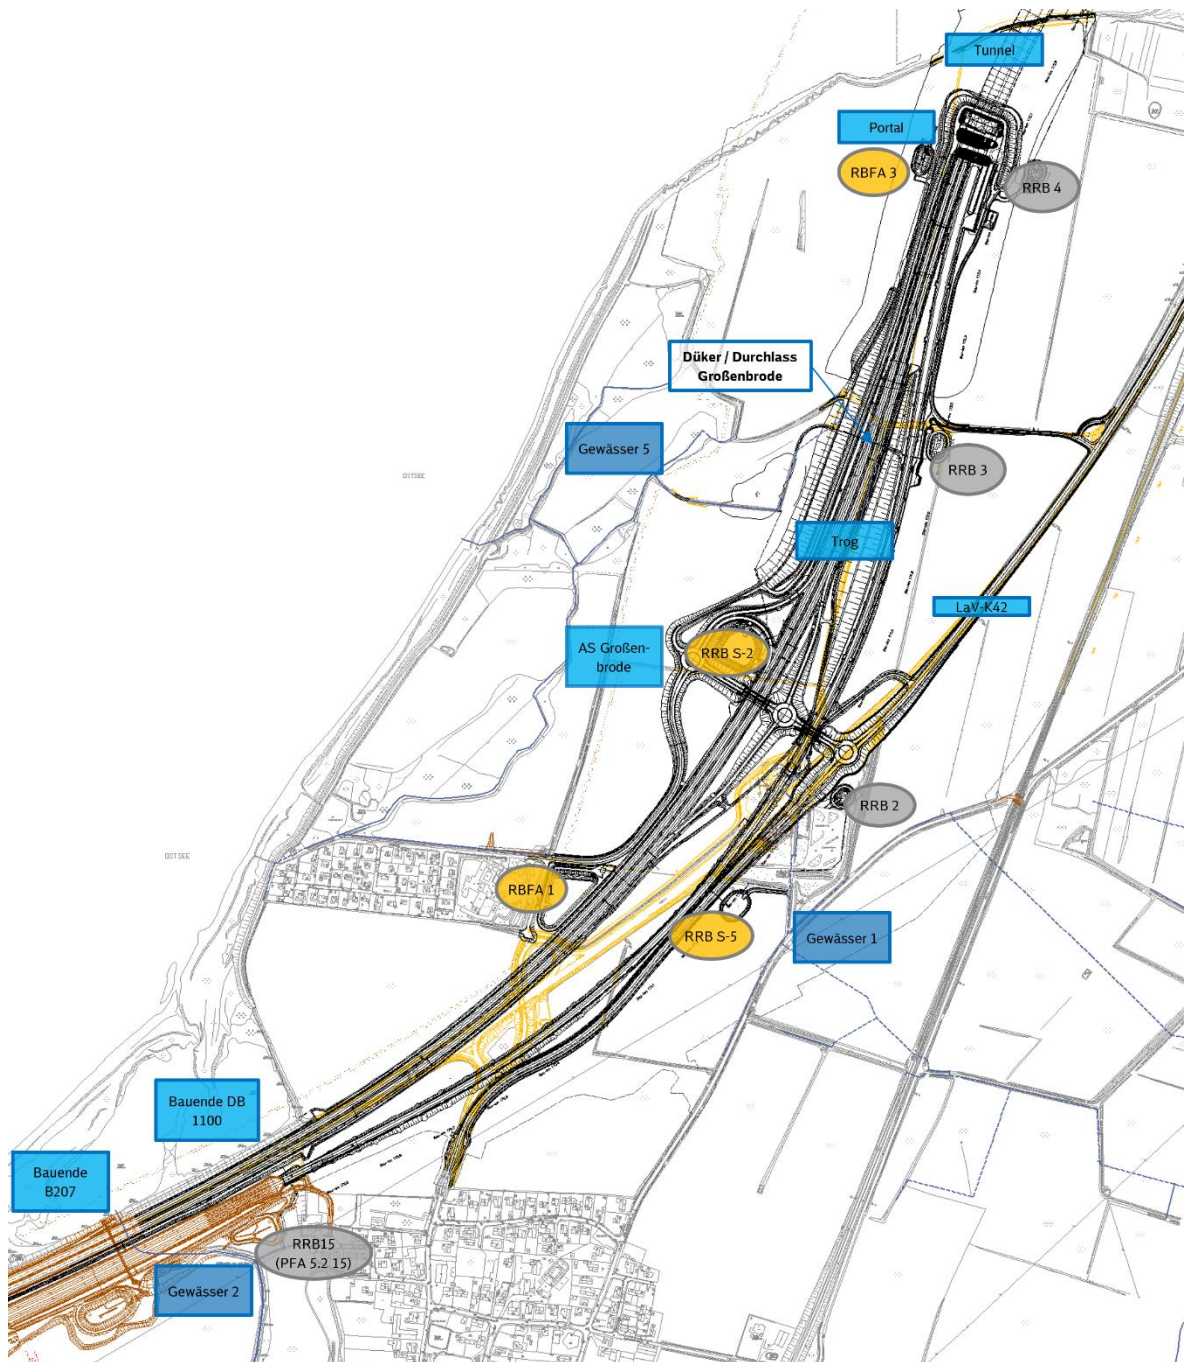 Tunnel
Portal
RBFA 3
RRB 4
Düker / Durchlass
Großenbrode
Gewässer 5
RRB 3
OSTSEE
Trog
LaV-K42
AS Großen-
brode
RRB S-2
RRB 2
OSTSEE
RBFA 1
RRB S-5
Gewässer 1
Bauende DB
1100
Bauende
B207
RRB15
(PFA 5.2 15)
Gewässer 2